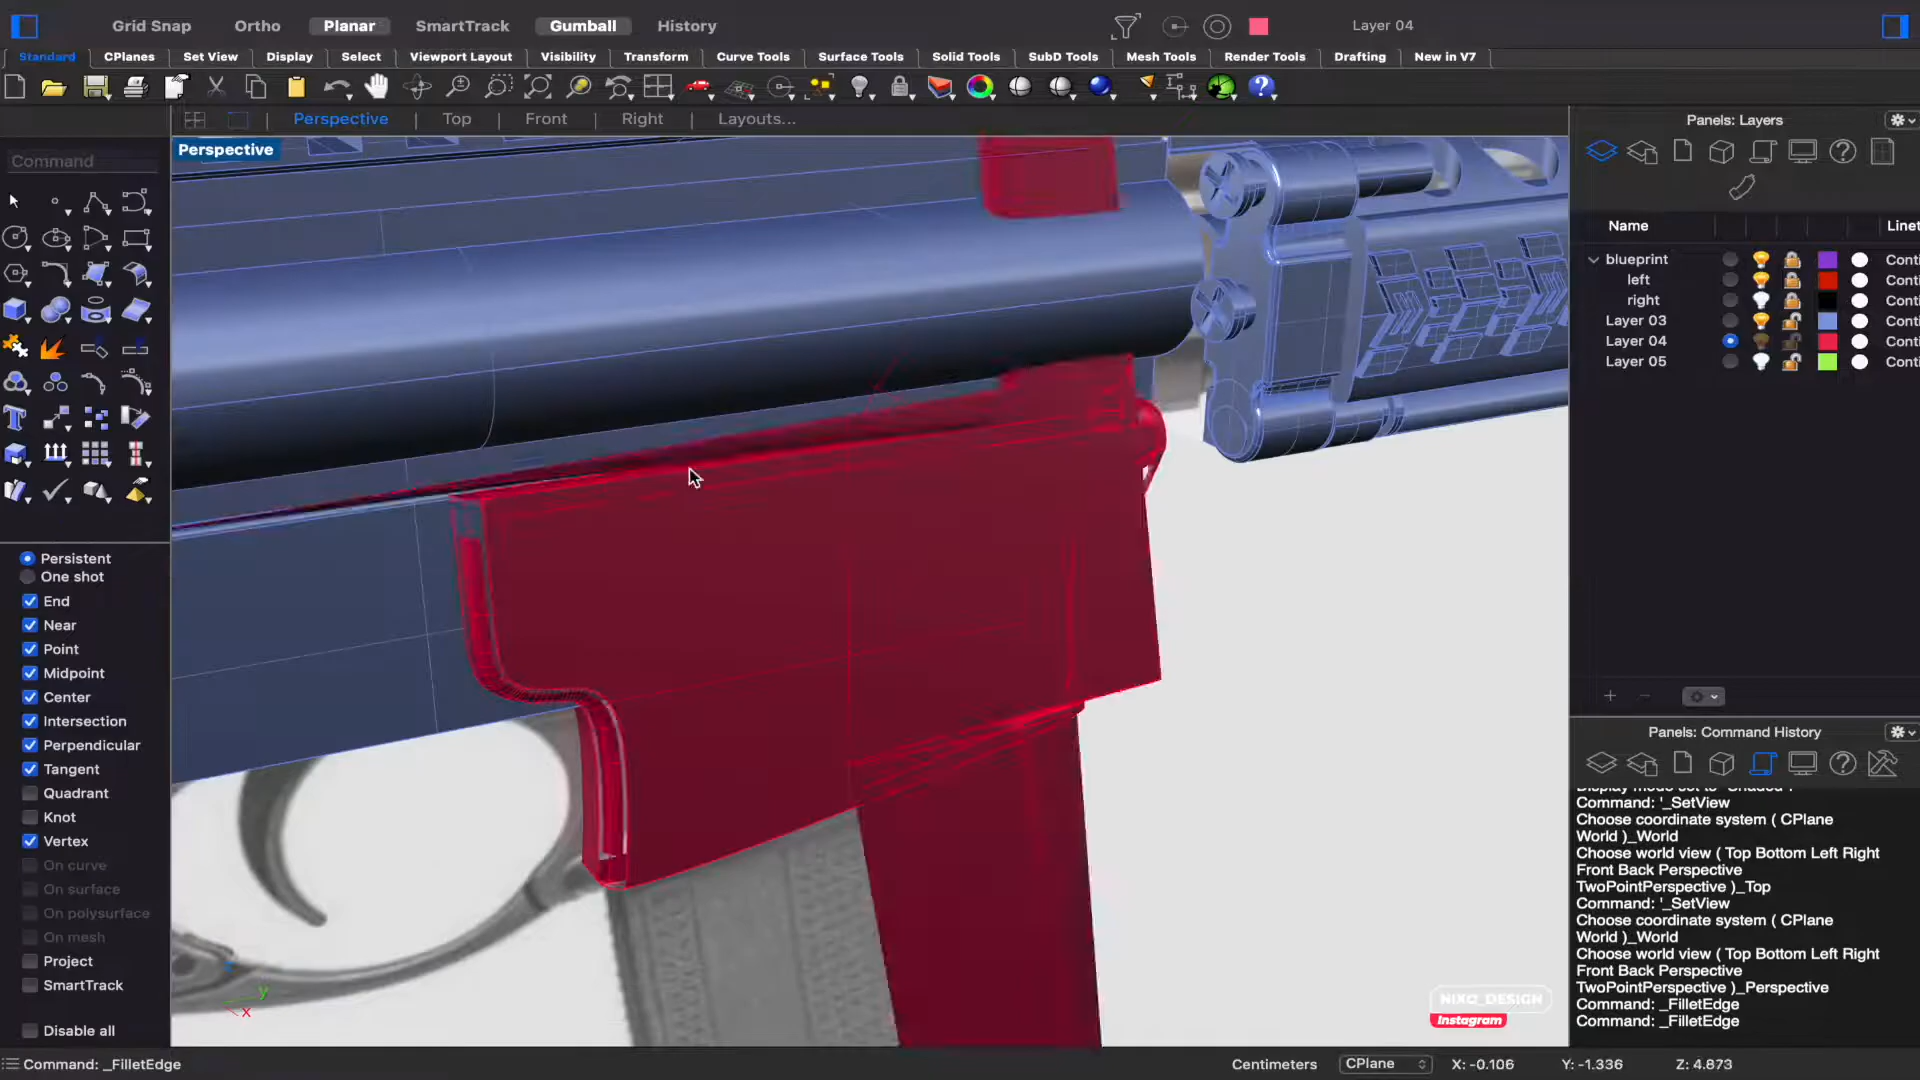 Grid Snap Ortho Planar SmartTrack Gumball History Layer 04
Standard CPlanes Set View Display Select Viewport Layout Visibility Transform Curve Tools Surface Tools Solid Tools SubD Tools Mesh Tools Render Tools Drafting New in V7
Perspective Top Front Right Layouts...
Perspective
Command
Persistent
One shot
End
Near
Point
Midpoint
Center
Intersection
Perpendicular
Tangent
Quadrant
Knot
Vertex
On curve
On surface
On polysurface
On mesh
Project
SmartTrack
Disable all
z
y
x
NIXO_DESIGN
Instagram
Panels: Layers
Name Linet
blueprint Conti
left Conti
right Conti
Layer 03 Conti
Layer 04 Conti
Layer 05 Conti
Panels: Command History
Display mode set to "Shaded".
Command: '_SetView
Choose coordinate system ( CPlane
World )_World
Choose world view ( Top Bottom Left Right
Front Back Perspective
TwoPointPerspective )_Top
Command: '_SetView
Choose coordinate system ( CPlane
World )_World
Choose world view ( Top Bottom Left Right
Front Back Perspective
TwoPointPerspective )_Perspective
Command: _FilletEdge
Command: _FilletEdge
Command: _FilletEdge Centimeters CPlane X: -0.106 Y: -1.336 Z: 4.873